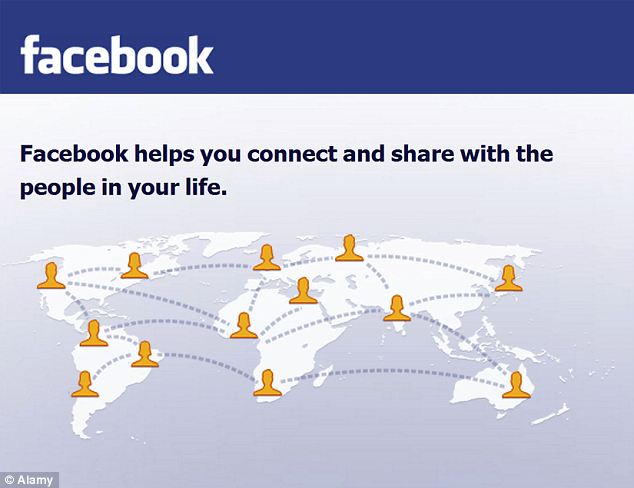 facebook
Facebook helps you connect and share with the
people in your life.
© Alamy